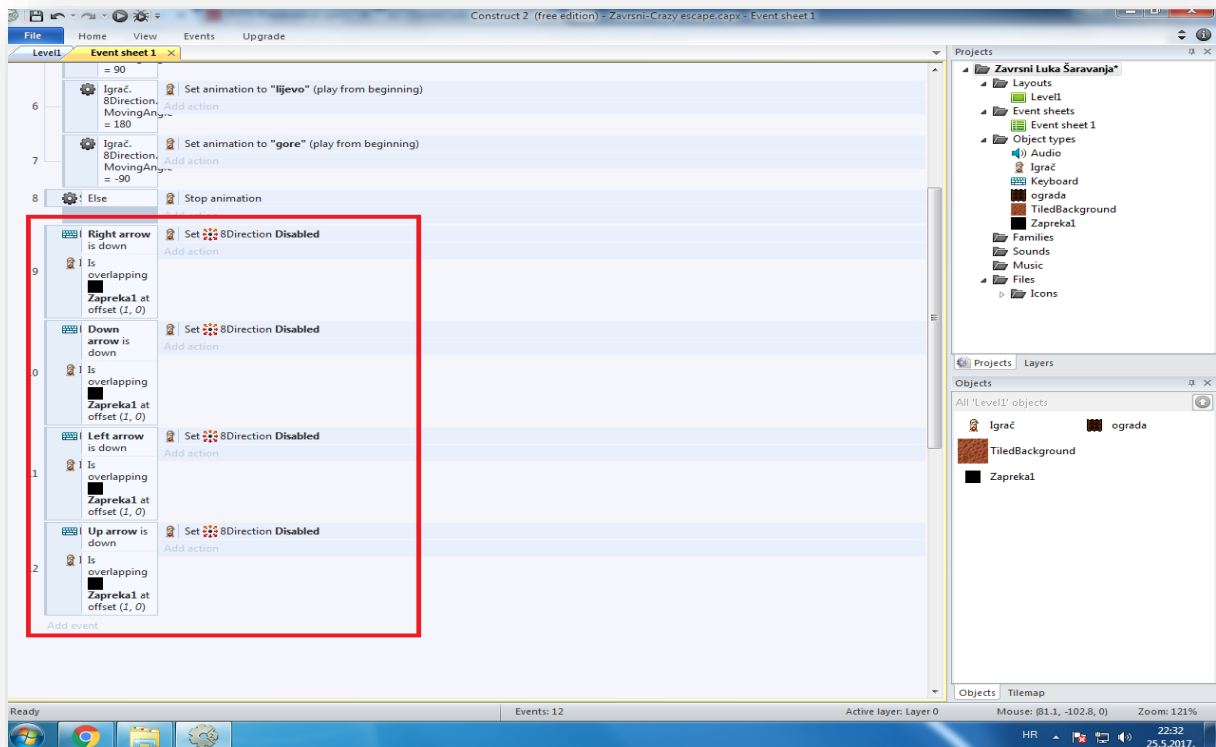 Construct 2 (free edition) - Zavrsni-Crazy escape.capx - Event sheet 1
File Home View Events Upgrade
Level1 Event sheet 1
= 90
6
Igrač.
8Direction.
MovingAngle
= 180
Set animation to "lijevo" (play from beginning)
Add action
7
Igrač.
8Direction.
MovingAngle
= -90
Set animation to "gore" (play from beginning)
Add action
8
Else
Stop animation
9
Right arrow
is down
Is
overlapping
Zapreka1 at
offset (1, 0)
Set 8Direction Disabled
Add action
10
Down
arrow is
down
Is
overlapping
Zapreka1 at
offset (1, 0)
Set 8Direction Disabled
Add action
11
Left arrow
is down
Is
overlapping
Zapreka1 at
offset (1, 0)
Set 8Direction Disabled
Add action
12
Up arrow is
down
Is
overlapping
Zapreka1 at
offset (1, 0)
Set 8Direction Disabled
Add action
Add event
Projects
Zavrsni Luka Šaravanja*
Layouts
Level1
Event sheets
Event sheet 1
Object types
Audio
Igrač
Keyboard
ograda
TiledBackground
Zapreka1
Families
Sounds
Music
Files
Icons
Projects Layers
Objects
All 'Level1' objects
Igrač ograda
TiledBackground
Zapreka1
Objects Tilemap
Ready Events: 12 Active layer: Layer 0 Mouse: (81.1, -102.8, 0) Zoom: 121%
HR
22:32
25.5.2017.